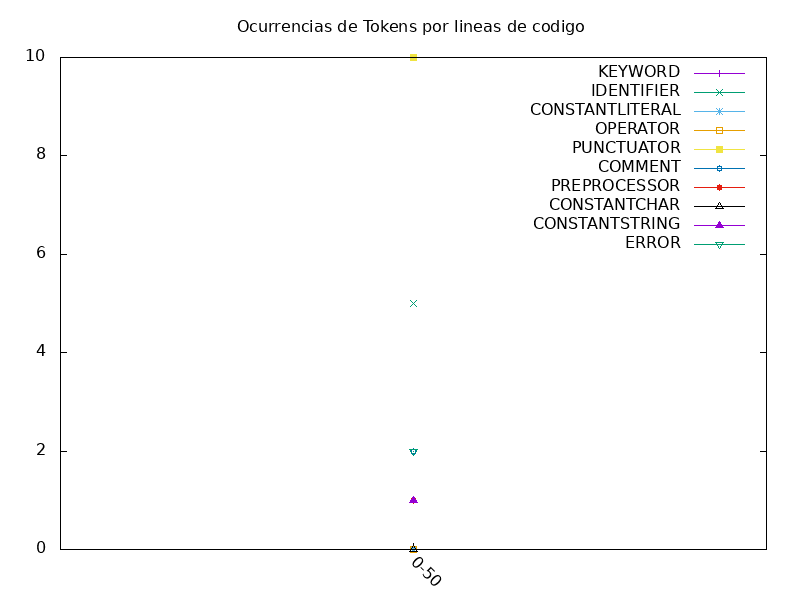 Ocurrencias de Tokens por lineas de codigo
10
8
6
4
2
0
KEYWORD
IDENTIFIER
CONSTANTLITERAL
OPERATOR
PUNCTUATOR
COMMENT
PREPROCESSOR
CONSTANTCHAR
CONSTANTSTRING
ERROR
0-50